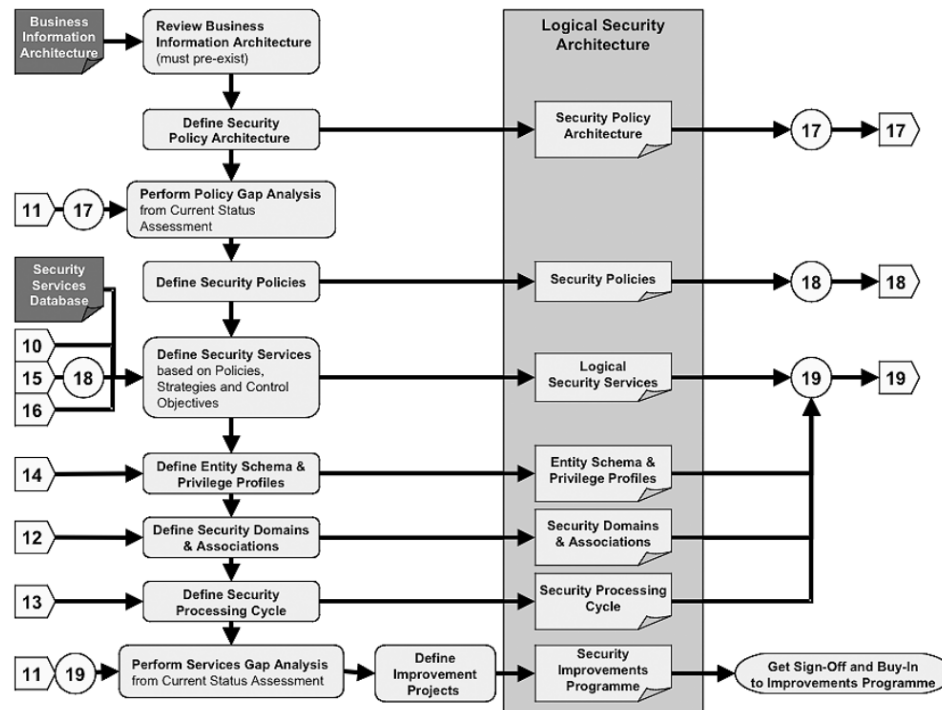 Business
Information
Architecture
Review Business
Information Architecture
(must pre-exist)
Logical Security
Architecture
Define Security
Policy Architecture
Security Policy
Architecture
17
17
11
17
Perform Policy Gap Analysis
from Current Status
Assessment
Security
Services
Database
Define Security Policies
Security Policies
18
18
10
15
16
18
Define Security Services
based on Policies,
Strategies and Control
Objectives
Logical
Security Services
19
19
14
Define Entity Schema &
Privilege Profiles
Entity Schema &
Privilege Profiles
12
Define Security Domains
& Associations
Security Domains
& Associations
13
Define Security
Processing Cycle
Security Processing
Cycle
11
19
Perform Services Gap Analysis
from Current Status Assessment
Define
Improvement
Projects
Security
Improvements
Programme
Get Sign-Off and Buy-In
to Improvements Programme